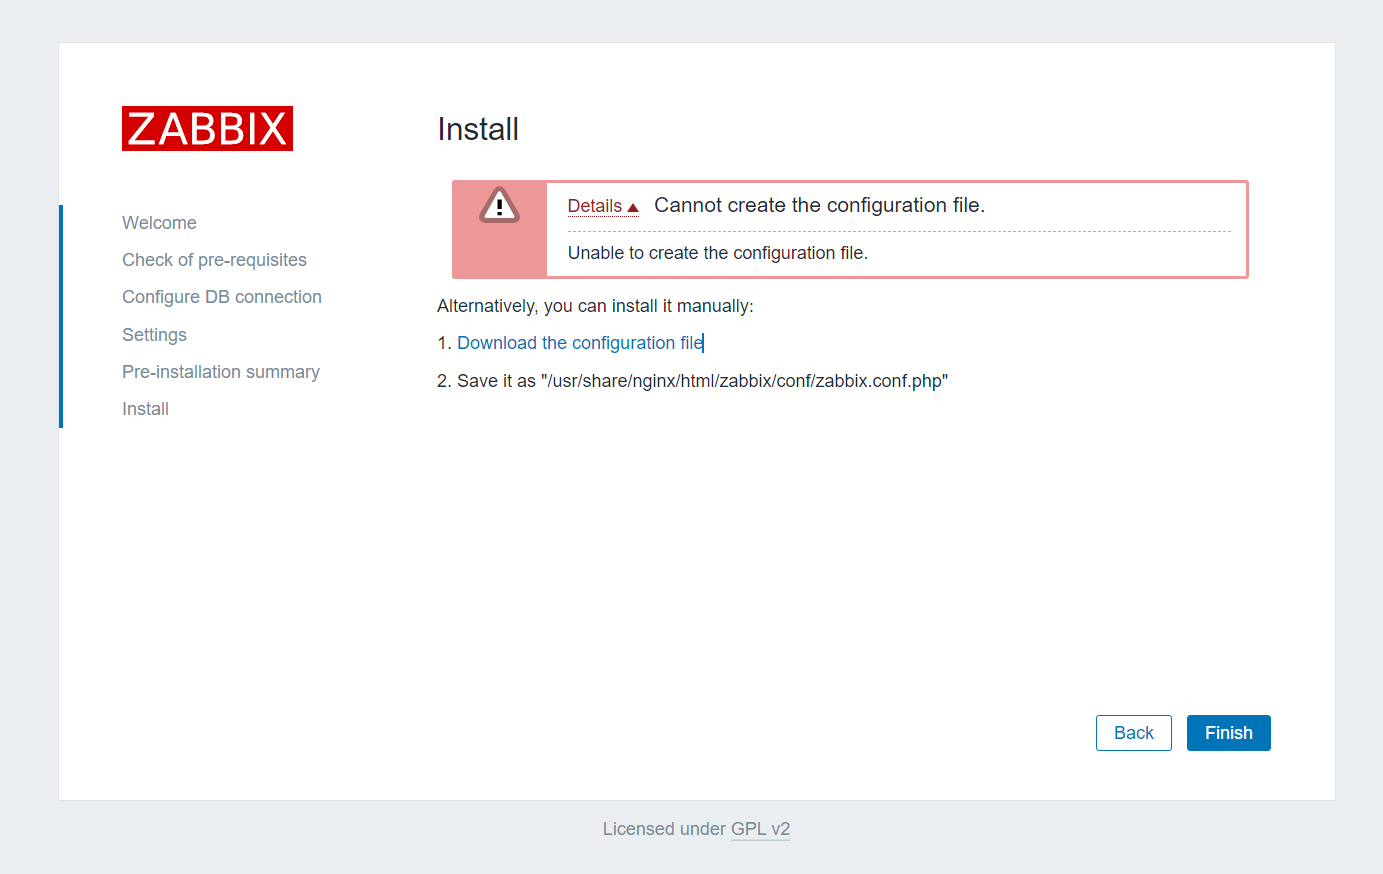 ZABBIX
Install
Welcome
Check of pre-requisites
Configure DB connection
Settings
Pre-installation summary
Install
Details Cannot create the configuration file.
Unable to create the configuration file.
Alternatively, you can install it manually:
1. Download the configuration file
2. Save it as "/usr/share/nginx/html/zabbix/conf/zabbix.conf.php"
Back Finish
Licensed under GPL v2